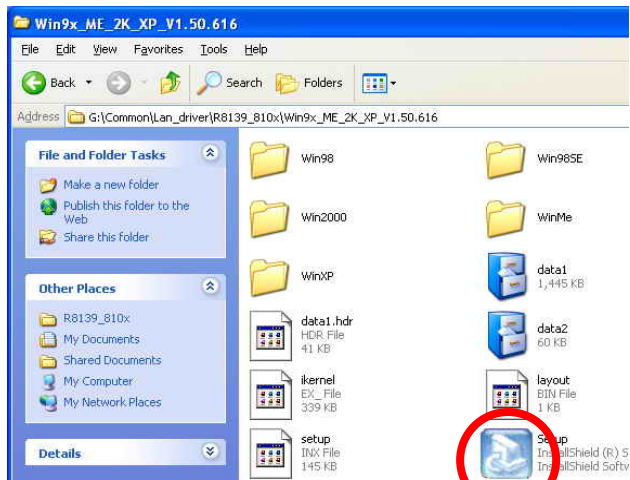 Win9x_ME_2K_XP_V1.50.616
File Edit View Favorites Tools Help
Back Search Folders
Address G:\Common\Lan_driver\R8139_810x\Win9x_ME_2K_XP_V1.50.616
File and Folder Tasks
Make a new folder
Publish this folder to the
Web
Share this folder
Other Places
R8139_810x
My Documents
Shared Documents
My Computer
My Network Places
Details
Win98
Win98SE
Win2000
WinMe
WinXP
data1
1,445 KB
data1.hdr
HDR File
41 KB
data2
60 KB
ikernel
EX_ File
339 KB
layout
BIN File
1 KB
setup
INX File
145 KB
Setup
InstallShield (R) S
InstallShield Softw